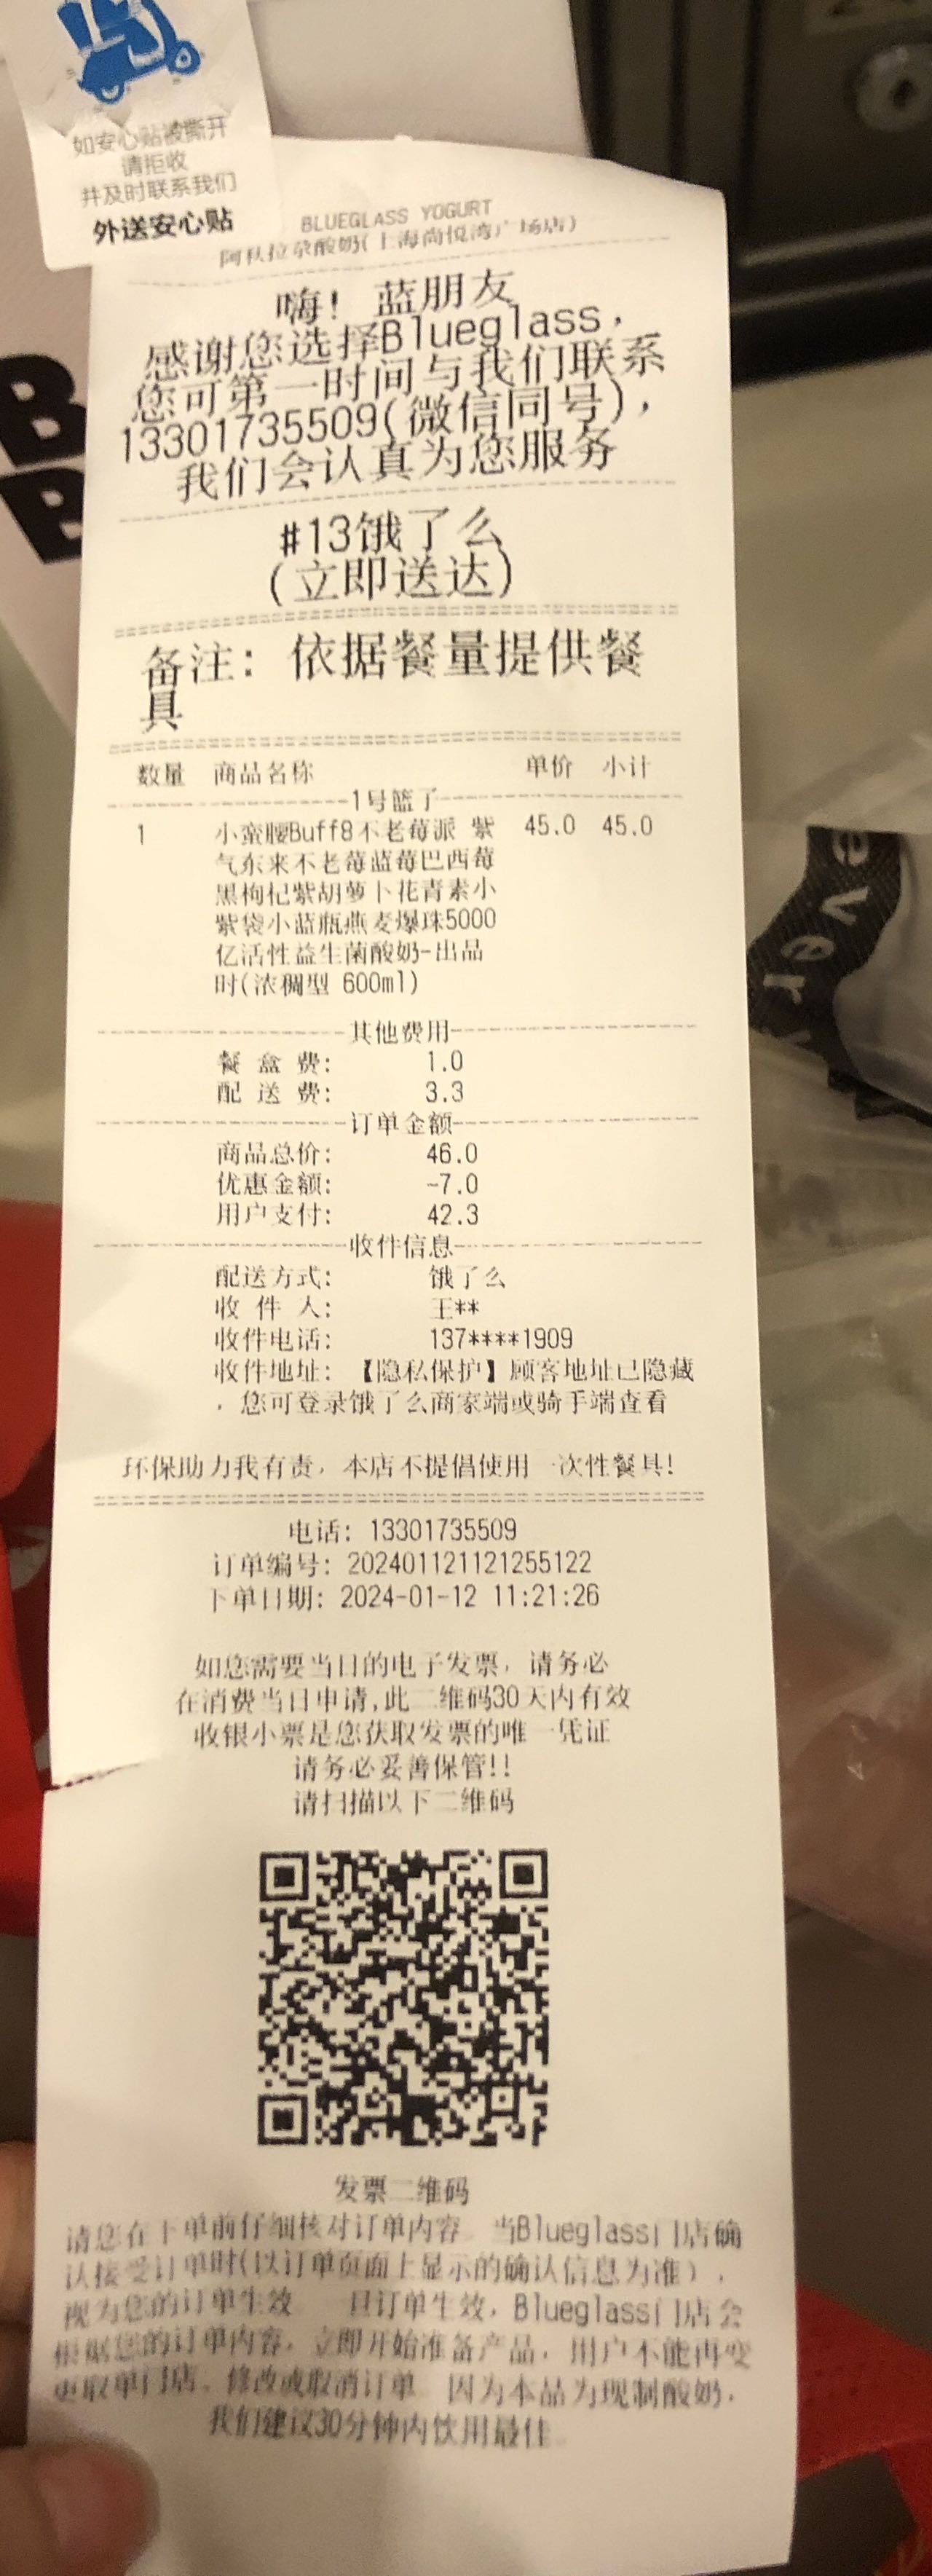 如安心贴被撕开
请拒收
并及时联系我们
外送安心贴
BLUEGLASS YOGURT
阿秋拉尕酸奶(上海尚悦湾广场店)
嗨! 蓝朋友
感谢您选择Blueglass,
您可第一时间与我们联系
13301735509(微信同号),
我们会认真为您服务
#13饿了么
(立即送达)
备注: 依据餐量提供餐
具
数量 商品名称 单价 小计
1号篮子
1 小蛮腰Buff8不老莓派 紫 45.0 45.0
气东来不老莓蓝莓巴西莓
黑枸杞紫胡萝卜花青素小
紫袋小蓝瓶燕麦爆珠5000
亿活性益生菌酸奶-出品
时(浓稠型 600ml)
其他费用
餐 盒 费: 1.0
配 送 费: 3.3
订单金额
商品总价: 46.0
优惠金额: -7.0
用户支付: 42.3
收件信息
配送方式: 饿了么
收 件 人: 王**
收件电话: 137****1909
收件地址: 【隐私保护】顾客地址已隐藏
,您可登录饿了么商家端或骑手端查看
环保助力我有责,本店不提倡使用一次性餐具!
电话: 13301735509
订单编号: 202401121121255122
下单日期: 2024-01-12 11:21:26
如您需要当日的电子发票,请务必
在消费当日申请,此二维码30天内有效
收银小票是您获取发票的唯一凭证
请务必妥善保管!!
请扫描以下二维码
发票二维码
请您在下单前仔细核对订单内容 当Blueglass门店确
认接受订单时(以订单页面上显示的确认信息为准),
视为您的订单生效 一旦订单生效,Blueglass门店会
根据您的订单内容,立即开始准备产品,用户不能再变
更取单门店、修改或取消订单 因为本品为现制酸奶,
我们建议30分钟内饮用最佳
B
B
ever